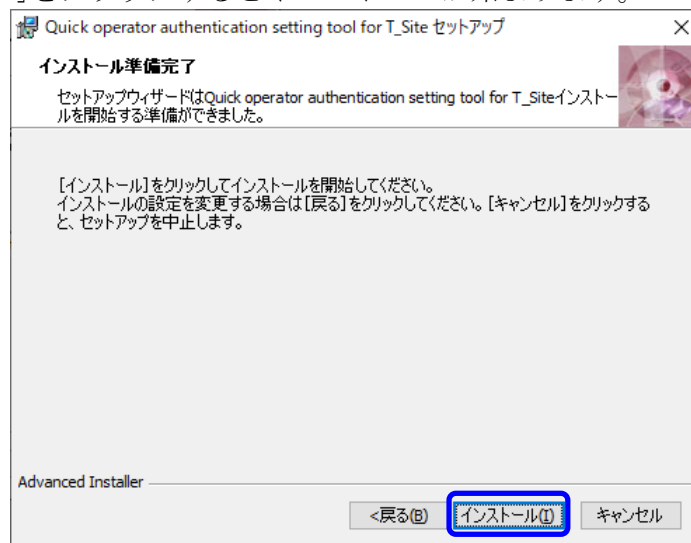 Quick operator authentication setting tool for T_Site セットアップ
インストール準備完了
セットアップウィザードはQuick operator authentication setting tool for T_Siteインストー
ルを開始する準備ができました。
[インストール]をクリックしてインストールを開始してください。
インストールの設定を変更する場合は[戻る]をクリックしてください。[キャンセル]をクリックする
と、セットアップを中止します。
Advanced Installer
<戻る(B) インストール(I) キャンセル